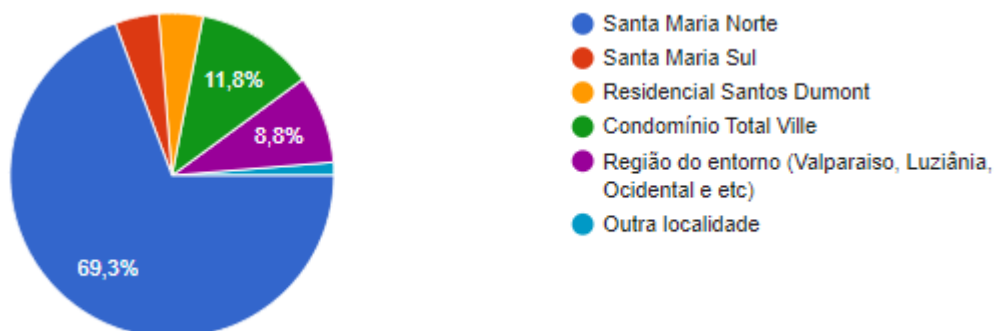 11,8%
8,8%
69,3%
Santa Maria Norte
Santa Maria Sul
Residencial Santos Dumont
Condomínio Total Ville
Região do entorno (Valparaiso, Luziânia,
Ocidental e etc)
Outra localidade